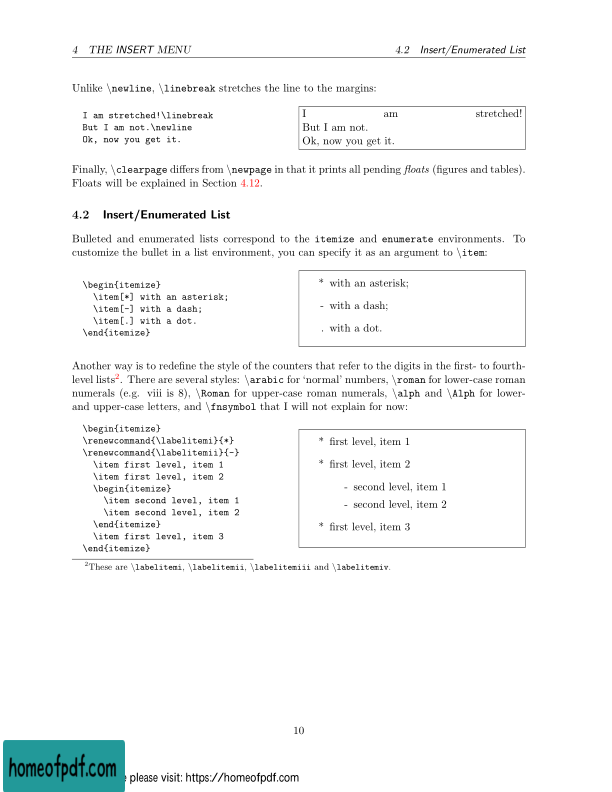 4 THE INSERT MENU 4.2 Insert/Enumerated List
Unlike \newline, \linebreak stretches the line to the margins:
I am stretched!\linebreak
But I am not.\newline
Ok, now you get it.
I am stretched!
But I am not.
Ok, now you get it.
Finally, \clearpage differs from \newpage in that it prints all pending floats (figures and tables).
Floats will be explained in Section 4.12.
4.2 Insert/Enumerated List
Bulleted and enumerated lists correspond to the itemize and enumerate environments. To
customize the bullet in a list environment, you can specify it as an argument to \item:
\begin{itemize}
\item[*] with an asterisk;
\item[-] with a dash;
\item[.] with a dot.
\end{itemize}
* with an asterisk;
- with a dash;
. with a dot.
Another way is to redefine the style of the counters that refer to the digits in the first- to fourth-
level lists2. There are several styles: \arabic for ‘normal’ numbers, \roman for lower-case roman
numerals (e.g. viii is 8), \Roman for upper-case roman numerals, \alph and \Alph for lower-
and upper-case letters, and \fnsymbol that I will not explain for now:
\begin{itemize}
\renewcommand{\labelitemi}{*}
\renewcommand{\labelitemii}{-}
\item first level, item 1
\item first level, item 2
\begin{itemize}
\item second level, item 1
\item second level, item 2
\end{itemize}
\item first level, item 3
\end{itemize}
* first level, item 1
* first level, item 2
- second level, item 1
- second level, item 2
* first level, item 3
2These are \labelitemi, \labelitemii, \labelitemiii and \labelitemiv.
10
homeofpdf.com
please visit: https://homeofpdf.com